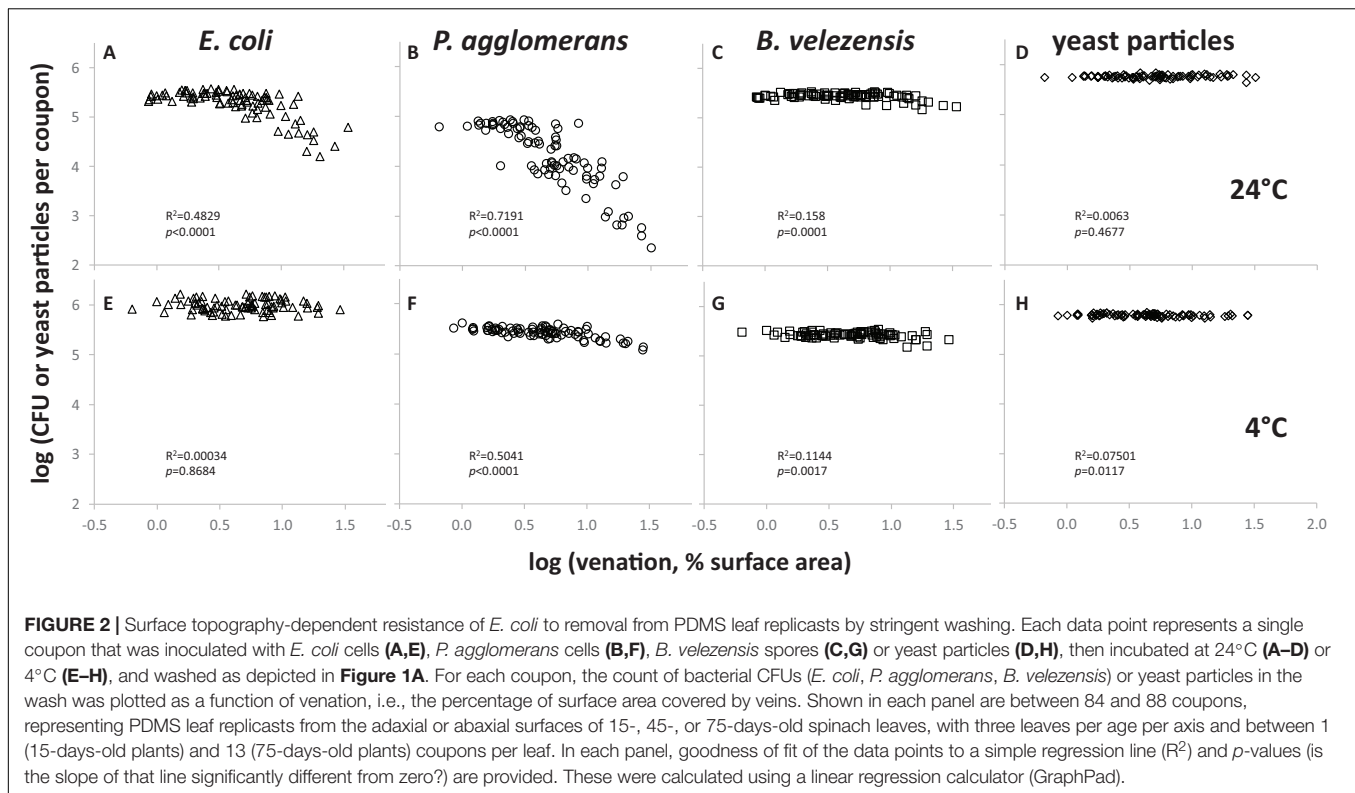 E. coli
P. agglomerans
B. velezensis
yeast particles
log (CFU or yeast particles per coupon)
A
B
C
D
6
5
4
3
2
R²=0.4829
p<0.0001
R²=0.7191
p<0.0001
R²=0.158
p=0.0001
R²=0.0063
p=0.4677
24°C
E
F
G
H
6
5
4
3
2
R²=0.00034
p=0.8684
R²=0.5041
p<0.0001
R²=0.1144
p=0.0017
R²=0.07501
p=0.0117
4°C
-0.5 0.0 0.5 1.0 1.5
-0.5 0.0 0.5 1.0 1.5
-0.5 0.0 0.5 1.0 1.5
-0.5 0.0 0.5 1.0 1.5 2.0
log (venation, % surface area)
FIGURE 2 | Surface topography-dependent resistance of E. coli to removal from PDMS leaf replicasts by stringent washing. Each data point represents a single
coupon that was inoculated with E. coli cells (A,E), P. agglomerans cells (B,F), B. velezensis spores (C,G) or yeast particles (D,H), then incubated at 24°C (A–D) or
4°C (E–H), and washed as depicted in Figure 1A. For each coupon, the count of bacterial CFUs (E. coli, P. agglomerans, B. velezensis) or yeast particles in the
wash was plotted as a function of venation, i.e., the percentage of surface area covered by veins. Shown in each panel are between 84 and 88 coupons,
representing PDMS leaf replicasts from the adaxial or abaxial surfaces of 15-, 45-, or 75-days-old spinach leaves, with three leaves per age per axis and between 1
(15-days-old plants) and 13 (75-days-old plants) coupons per leaf. In each panel, goodness of fit of the data points to a simple regression line (R²) and p-values (is
the slope of that line significantly different from zero?) are provided. These were calculated using a linear regression calculator (GraphPad).